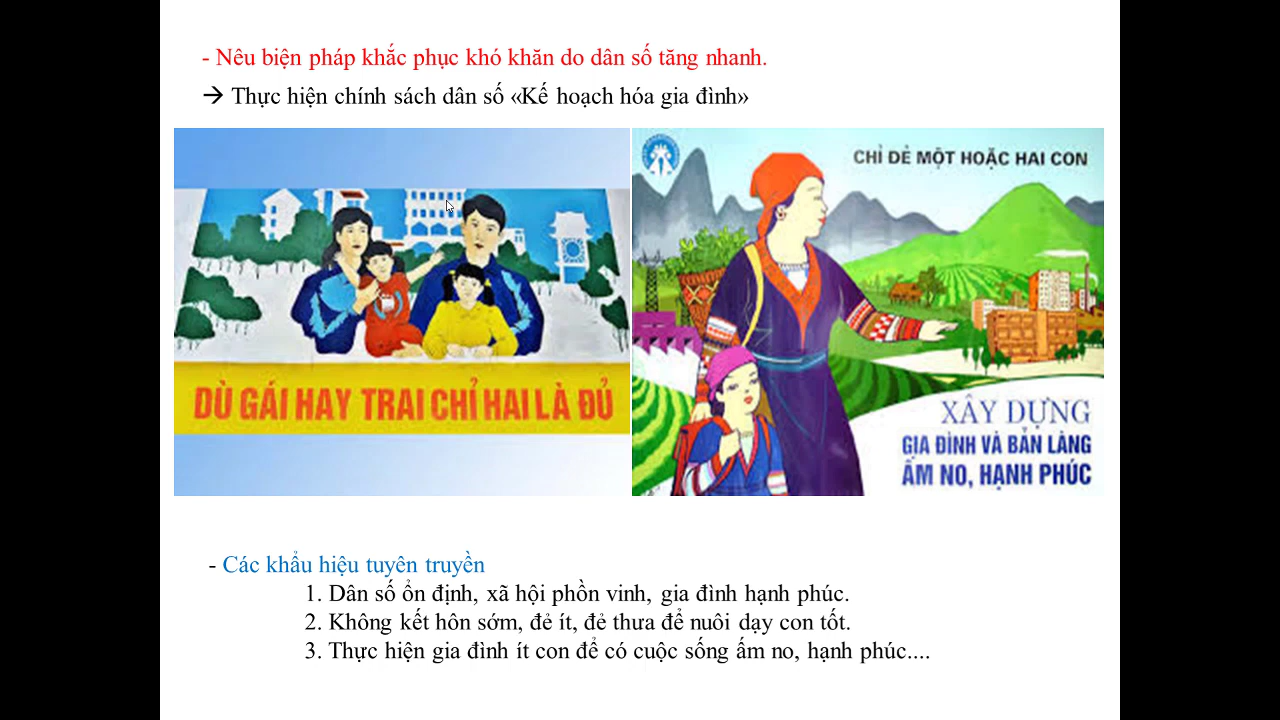 - Nêu biện pháp khắc phục khó khăn do dân số tăng nhanh.
→ Thực hiện chính sách dân số «Kế hoạch hóa gia đình»
DÙ GÁI HAY TRAI CHỈ HAI LÀ ĐỦ
CHỈ ĐẺ MỘT HOẶC HAI CON
XÂY DỰNG
GIA ĐÌNH VÀ BẢN LÀNG
ẤM NO, HẠNH PHÚC
- Các khẩu hiệu tuyên truyền
1. Dân số ổn định, xã hội phồn vinh, gia đình hạnh phúc.
2. Không kết hôn sớm, đẻ ít, đẻ thưa để nuôi dạy con tốt.
3. Thực hiện gia đình ít con để có cuộc sống ấm no, hạnh phúc....